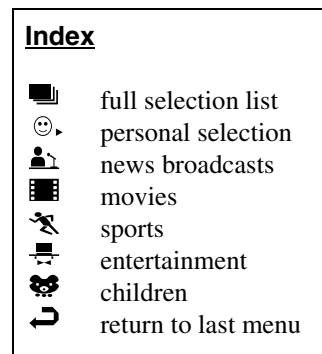 Index
full selection list
personal selection
news broadcasts
movies
sports
entertainment
children
return to last menu